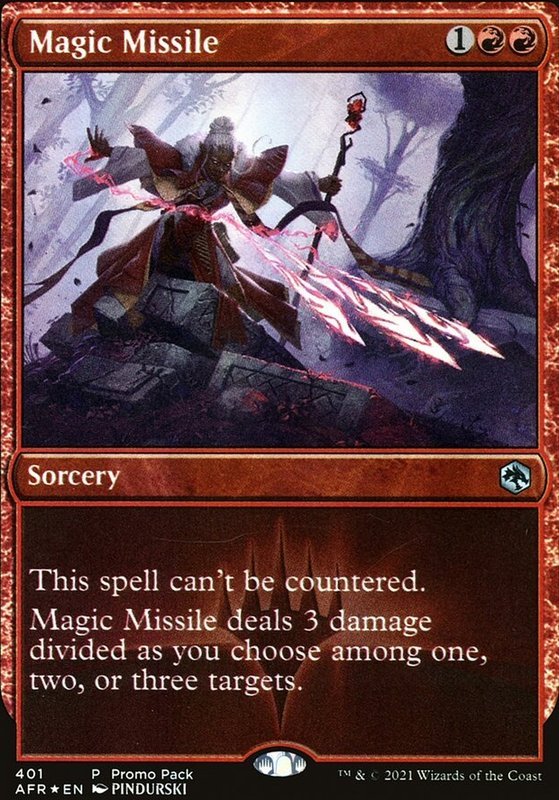 Magic Missile 1
Sorcery
This spell can't be countered.
Magic Missile deals 3 damage
divided as you choose among one,
two, or three targets.
401 P Promo Pack
AFR★EN PINDURSKI
™ & © 2021 Wizards of the Coast